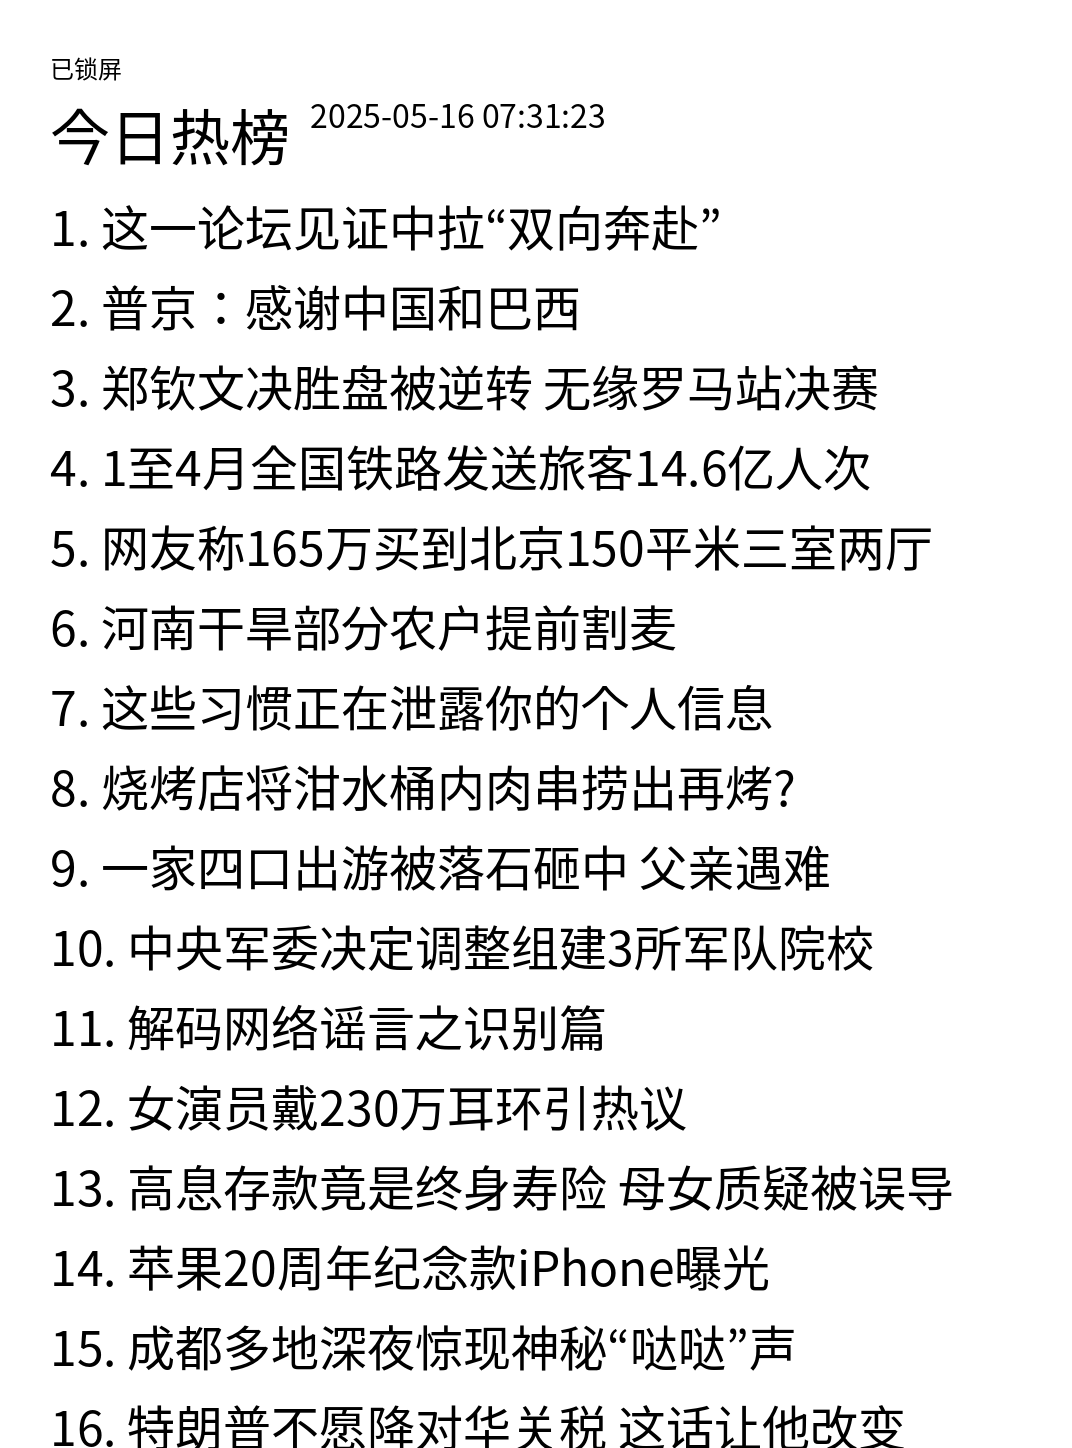 已锁屏
今日热榜 2025-05-16 07:31:23
1. 这一论坛见证中拉“双向奔赴”
2. 普京：感谢中国和巴西
3. 郑钦文决胜盘被逆转 无缘罗马站决赛
4. 1至4月全国铁路发送旅客14.6亿人次
5. 网友称165万买到北京150平米三室两厅
6. 河南干旱部分农户提前割麦
7. 这些习惯正在泄露你的个人信息
8. 烧烤店将泔水桶内肉串捞出再烤?
9. 一家四口出游被落石砸中 父亲遇难
10. 中央军委决定调整组建3所军队院校
11. 解码网络谣言之识别篇
12. 女演员戴230万耳环引热议
13. 高息存款竟是终身寿险 母女质疑被误导
14. 苹果20周年纪念款iPhone曝光
15. 成都多地深夜惊现神秘“哒哒”声
16. 特朗普不愿降对华关税 这话让他改变